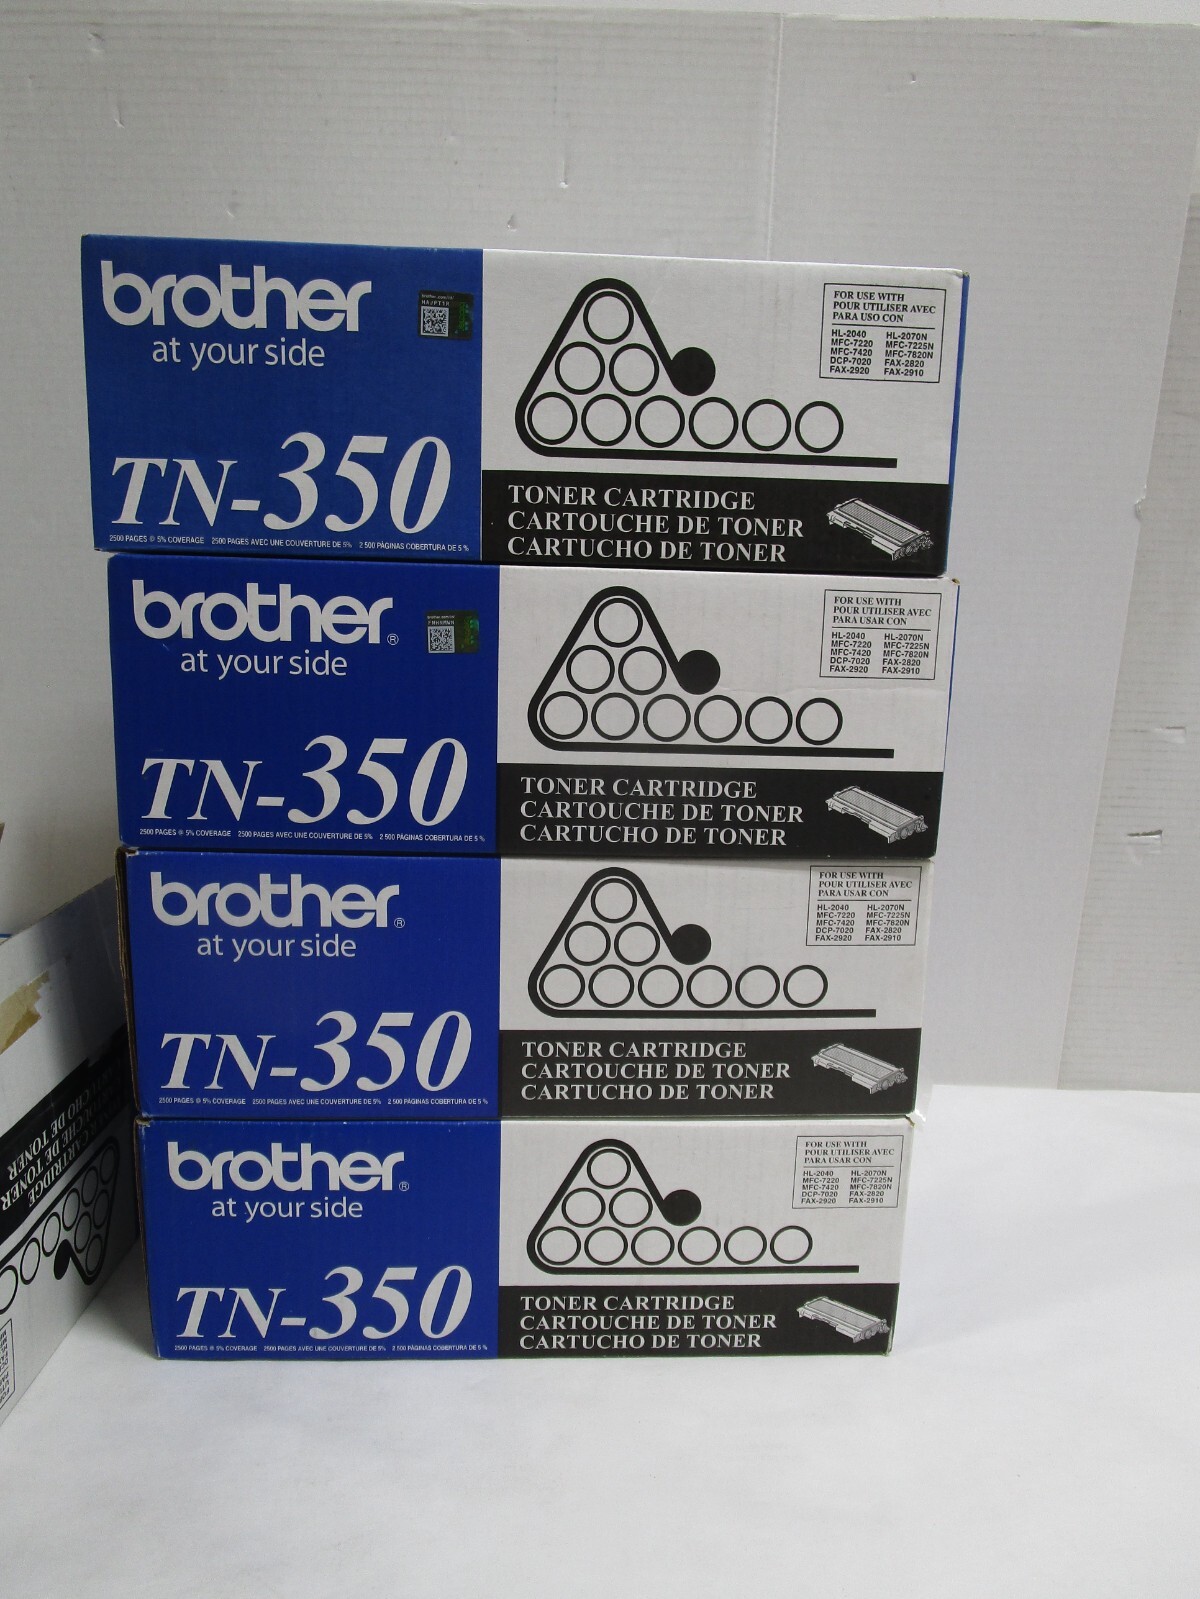 brother
at your side
TN-350
2500 PAGES @ 5% COVERAGE 2500 PAGES AVEC UNE COUVERTURE DE 5% 2 500 PÁGINAS COBERTURA DE 5 %
FOR USE WITH
POUR UTILISER AVEC
PARA USO CON
HL-2040 HL-2070N
MFC-7220 MFC-7225N
MFC-7420 MFC-7820N
DCP-7020 FAX-2820
FAX-2920 FAX-2910
TONER CARTRIDGE
CARTOUCHE DE TONER
CARTUCHO DE TONER
brother®
at your side
TN-350
2500 PAGES @ 5% COVERAGE 2500 PAGES AVEC UNE COUVERTURE DE 5% 2 500 PÁGINAS COBERTURA DE 5 %
FOR USE WITH
POUR UTILISER AVEC
PARA USAR CON
HL-2040 HL-2070N
MFC-7220 MFC-7225N
MFC-7420 MFC-7820N
DCP-7020 FAX-2820
FAX-2920 FAX-2910
TONER CARTRIDGE
CARTOUCHE DE TONER
CARTUCHO DE TONER
brother®
at your side
TN-350
2500 PAGES @ 5% COVERAGE 2500 PAGES AVEC UNE COUVERTURE DE 5% 2 500 PÁGINAS COBERTURA DE 5 %
FOR USE WITH
POUR UTILISER AVEC
PARA USAR CON
HL-2040 HL-2070N
MFC-7220 MFC-7225N
MFC-7420 MFC-7820N
DCP-7020 FAX-2820
FAX-2920 FAX-2910
TONER CARTRIDGE
CARTOUCHE DE TONER
CARTUCHO DE TONER
brother®
at your side
TN-350
2500 PAGES @ 5% COVERAGE 2500 PAGES AVEC UNE COUVERTURE DE 5% 2 500 PÁGINAS COBERTURA DE 5 %
FOR USE WITH
POUR UTILISER AVEC
PARA USAR CON
HL-2040 HL-2070N
MFC-7220 MFC-7225N
MFC-7420 MFC-7820N
DCP-7020 FAX-2820
FAX-2920 FAX-2910
TONER CARTRIDGE
CARTOUCHE DE TONER
CARTUCHO DE TONER
CARTRIDGE
DE TONER
DE TONER